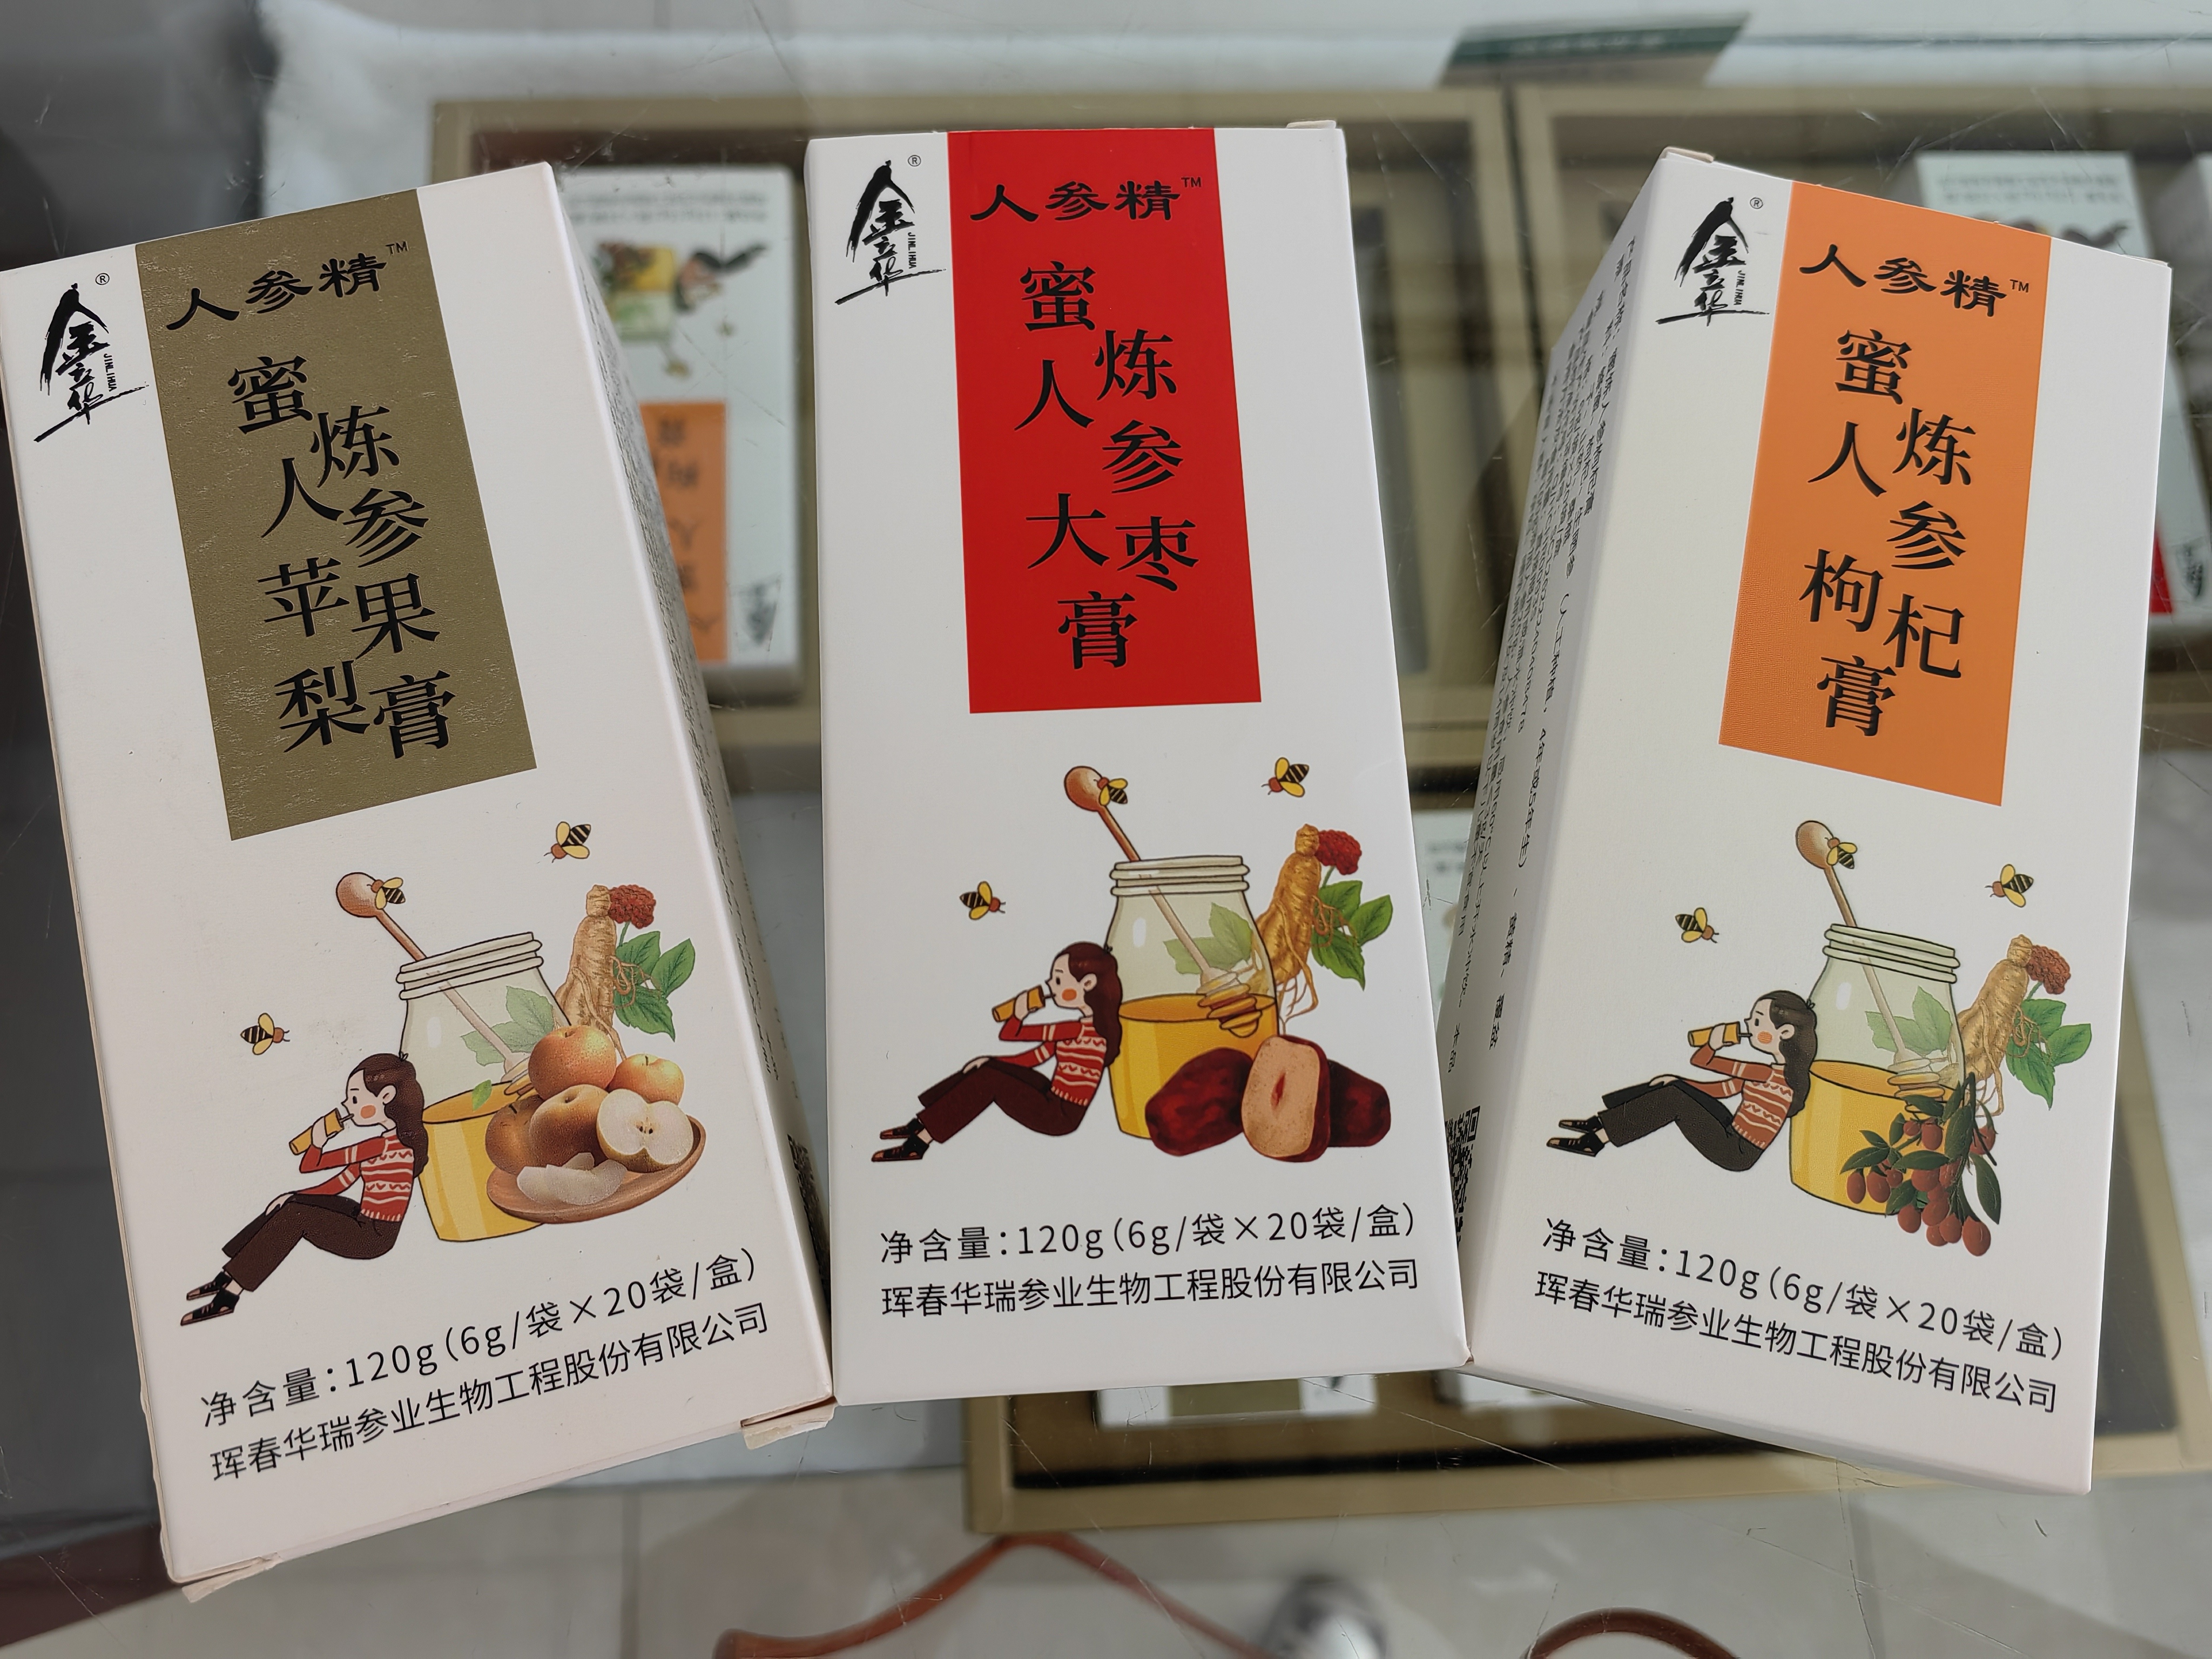 金立华
JINLIHUA
®
人参精™
蜜炼
人参
苹果
梨膏
净含量:120g(6g/袋×20袋/盒)
珲春华瑞参业生物工程股份有限公司
金立华
JINLIHUA
®
人参精™
蜜炼
人参
大枣
膏
净含量:120g(6g/袋×20袋/盒)
珲春华瑞参业生物工程股份有限公司
金立华
JINLIHUA
®
人参精™
蜜炼
人参
枸杞
膏
净含量:120g(6g/袋×20袋/盒)
珲春华瑞参业生物工程股份有限公司